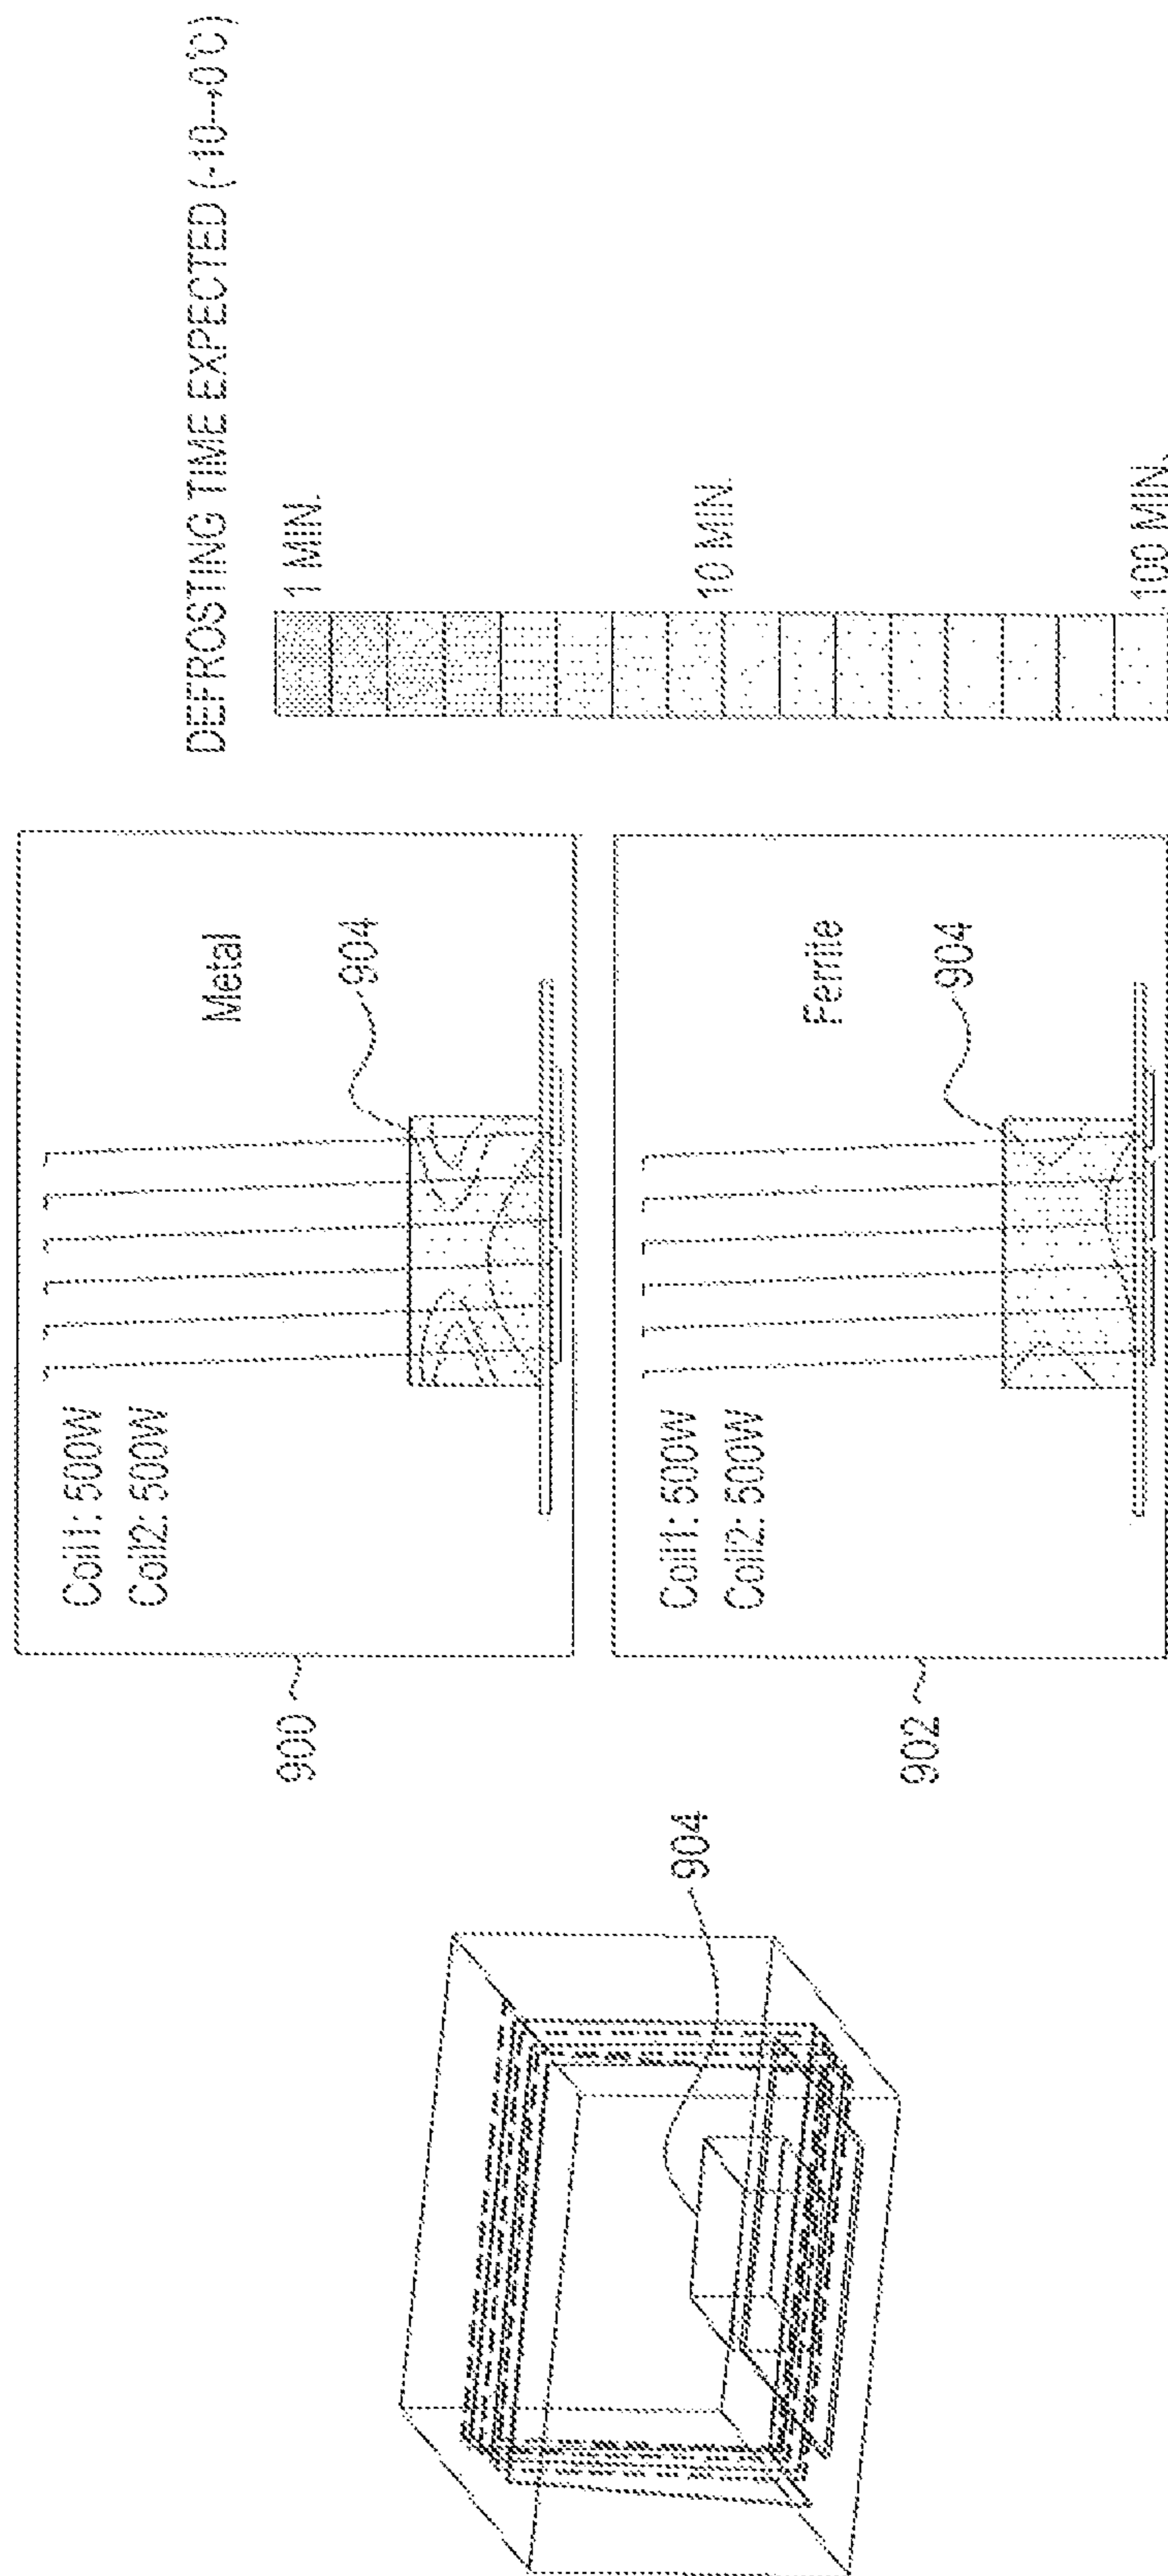 904
900
Coil1: 500W
Coil2: 500W
Metal
904
902
Coil1: 500W
Coil2: 500W
Ferrite
904
DEFROSTING TIME EXPECTED (-10→0℃)
1 MIN.
10 MIN.
100 MIN.